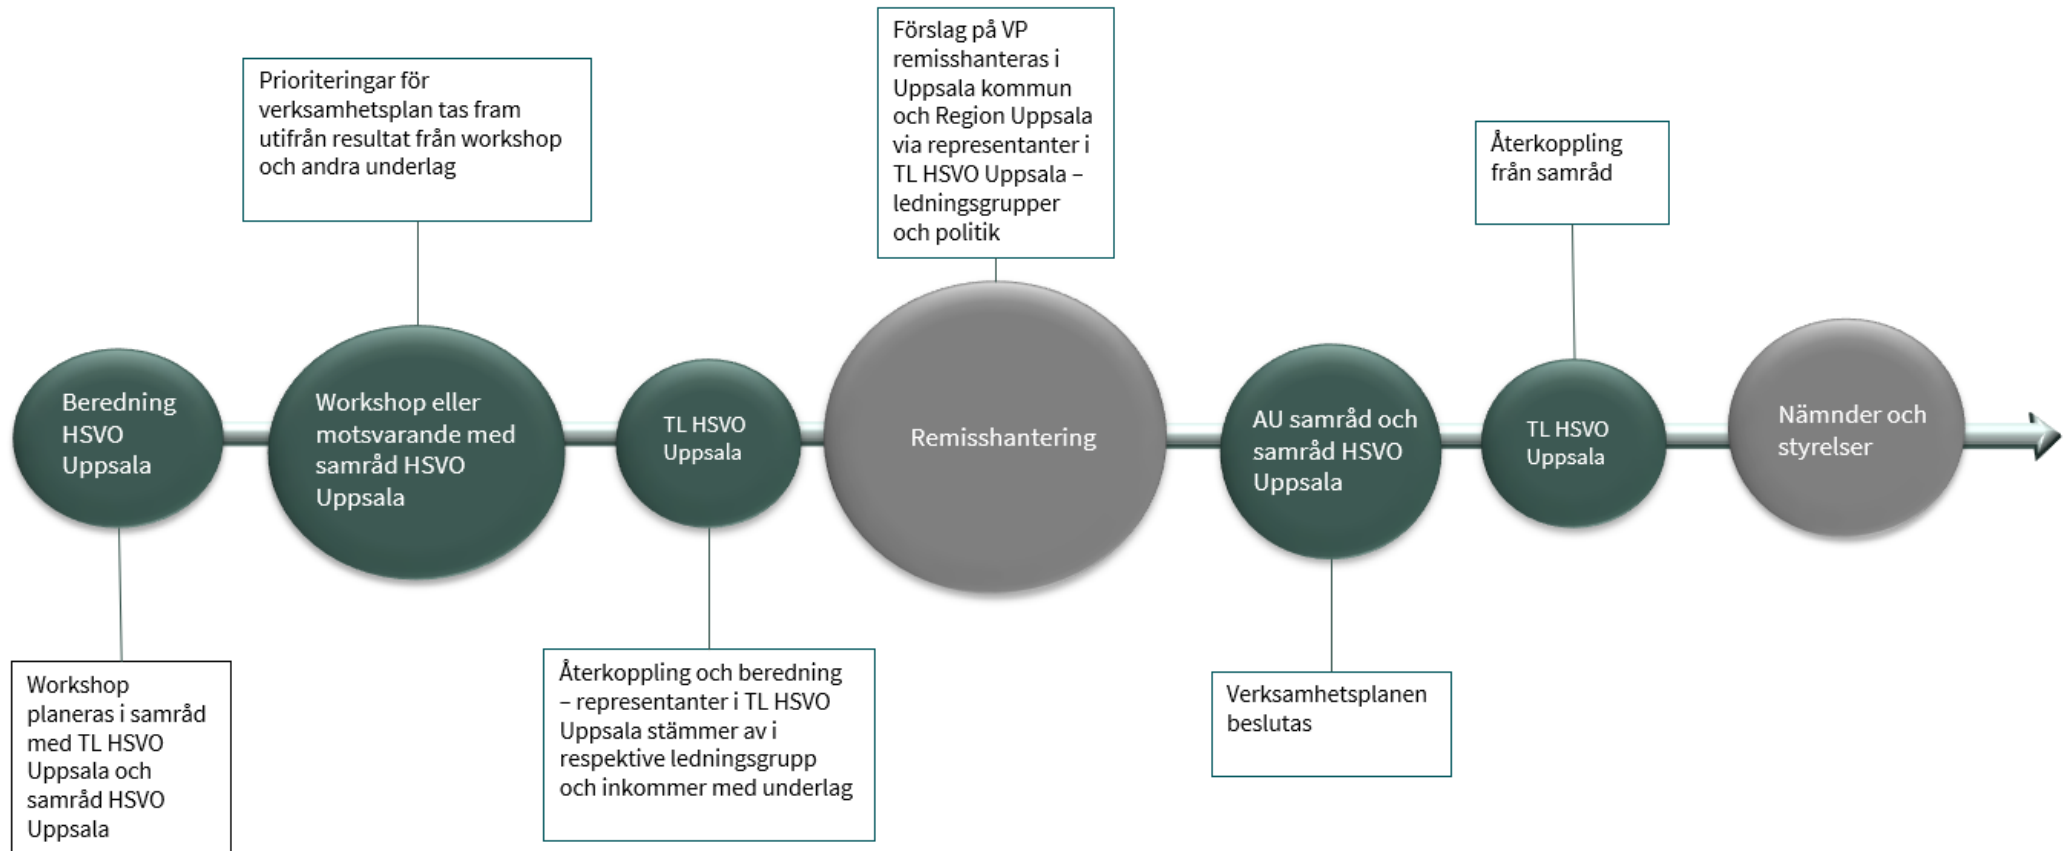 Förslag på VP
remisshanteras i
Uppsala kommun
och Region Uppsala
via representanter i
TL HSVO Uppsala –
ledningsgrupper
och politik
Prioriteringar för
verksamhetsplan tas fram
utifrån resultat från workshop
och andra underlag
Återkoppling
från samråd
Beredning
HSVO
Uppsala
Workshop eller
motsvarande med
samråd HSVO
Uppsala
TL HSVO
Uppsala
Remisshantering
AU samråd och
samråd HSVO
Uppsala
TL HSVO
Uppsala
Nämnder och
styrelser
Workshop
planeras i samråd
med TL HSVO
Uppsala och
samråd HSVO
Uppsala
Återkoppling och beredning
– representanter i TL HSVO
Uppsala stämmer av i
respektive ledningsgrupp
och inkommer med underlag
Verksamhetsplanen
beslutas